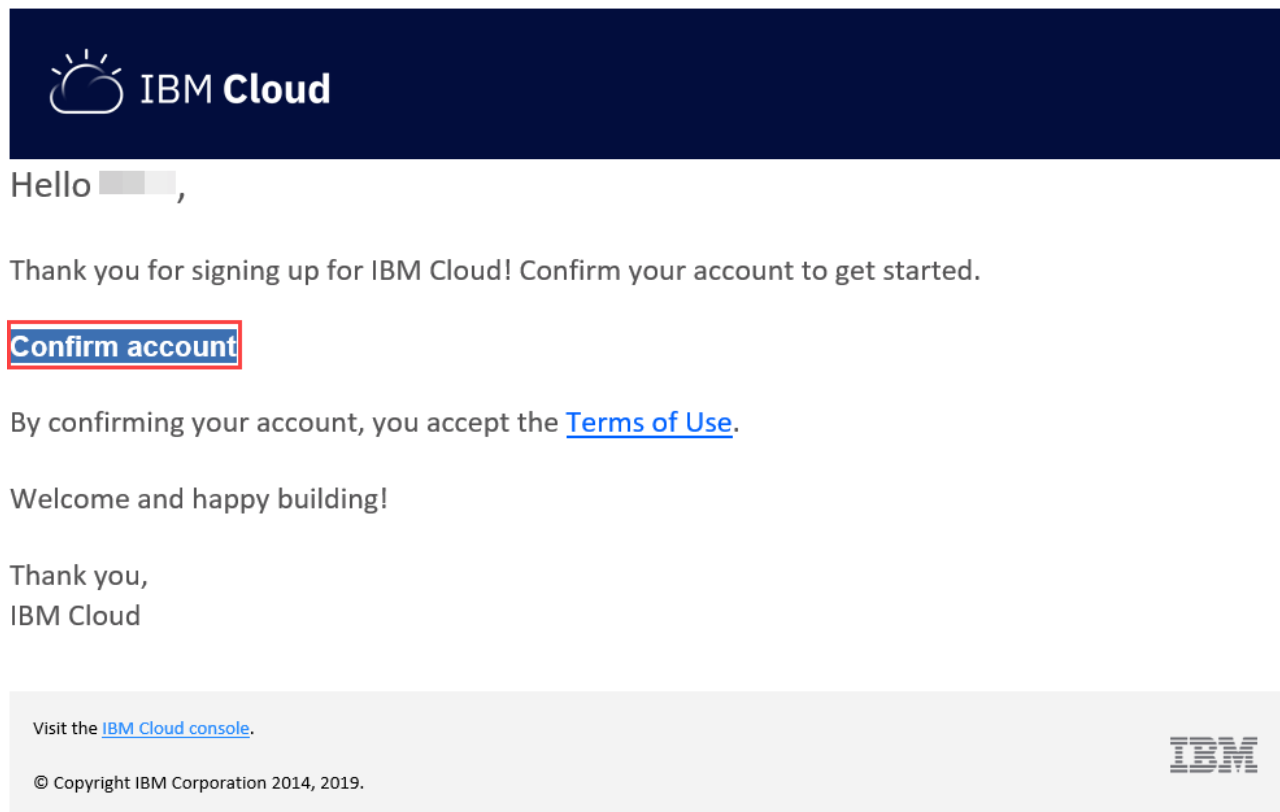 IBM Cloud
Hello ,
Thank you for signing up for IBM Cloud! Confirm your account to get started.
Confirm account
By confirming your account, you accept the Terms of Use.
Welcome and happy building!
Thank you,
IBM Cloud
Visit the IBM Cloud console.
IBM
© Copyright IBM Corporation 2014, 2019.